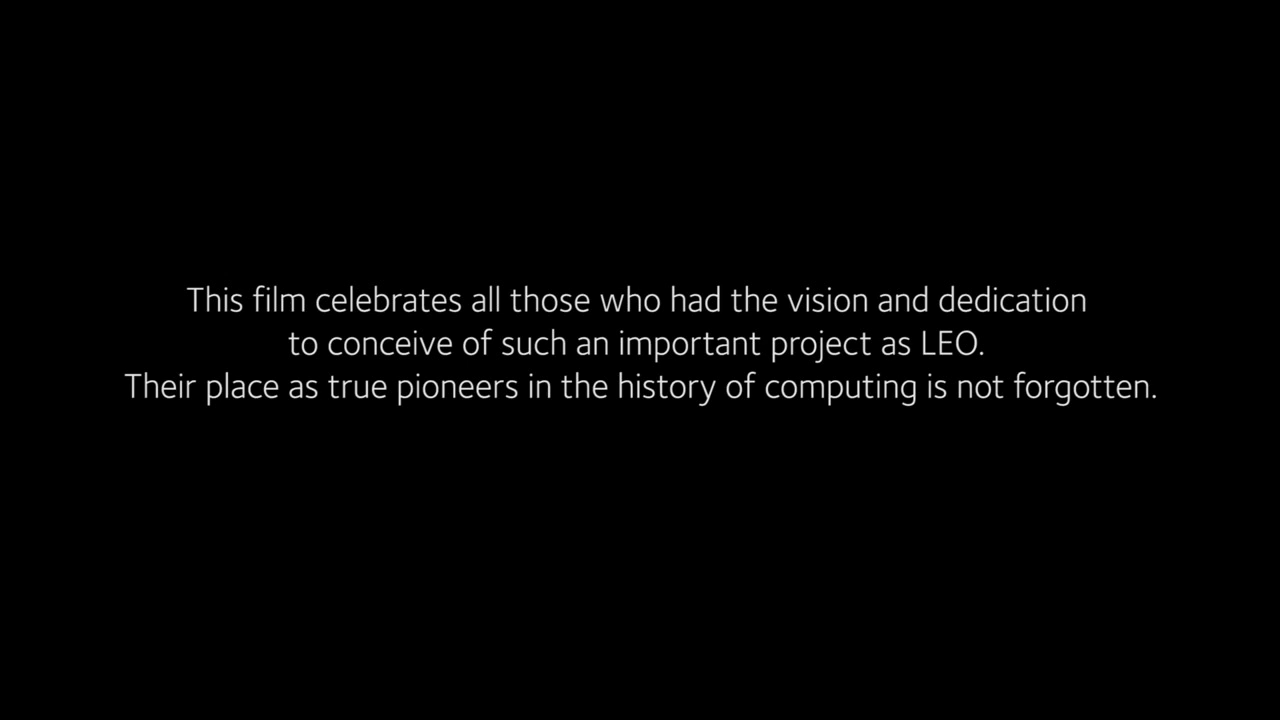 This film celebrates all those who had the vision and dedication
to conceive of such an important project as LEO.
Their place as true pioneers in the history of computing is not forgotten.